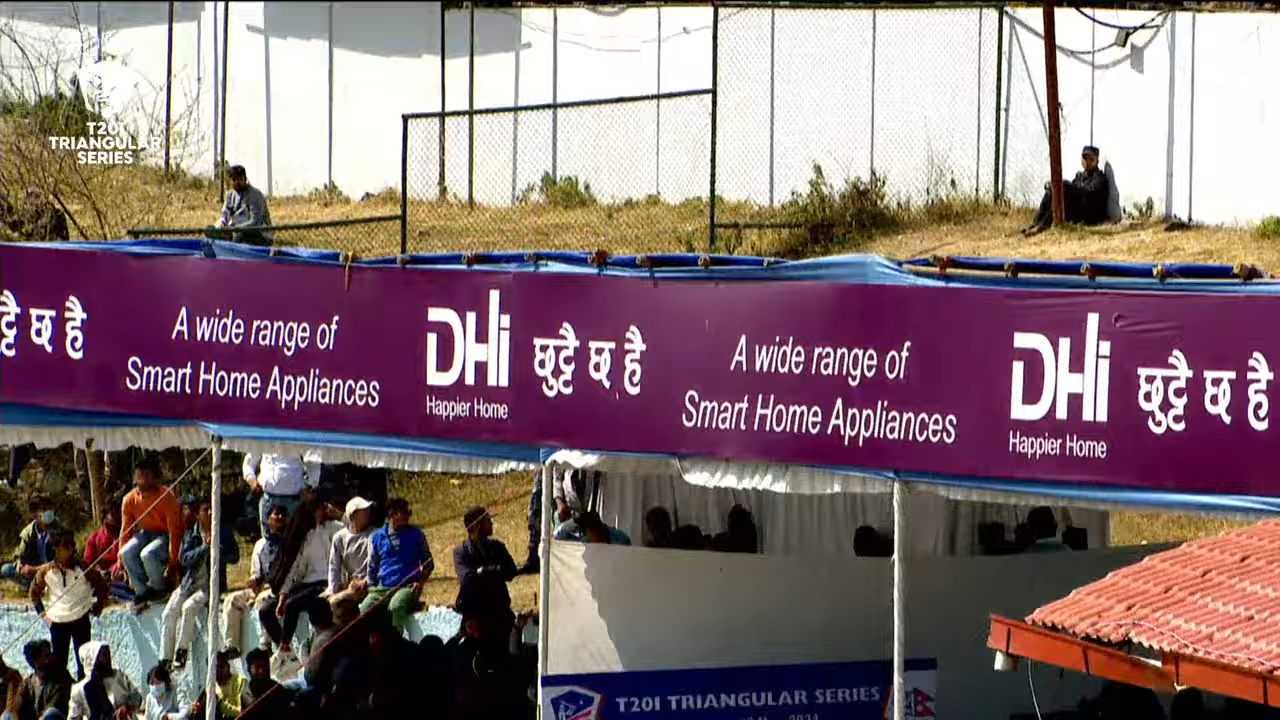 T20I
TRIANGULAR
SERIES
ट्टै छ है
A wide range of
Smart Home Appliances
DHi
Happier Home
छुट्टै छ है
A wide range of
Smart Home Appliances
DHi
Happier Home
छुट्टै छ है
T20I TRIANGULAR SERIES
2024